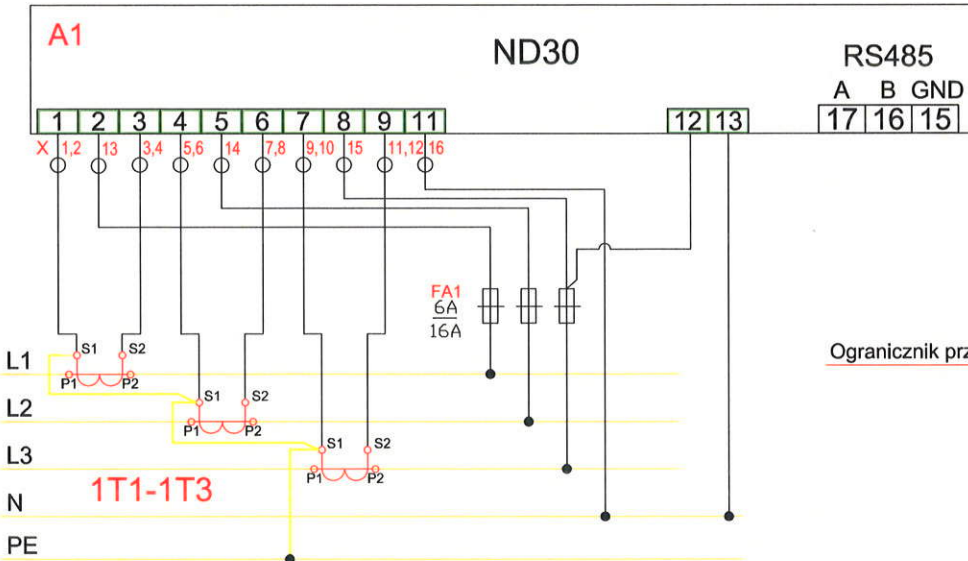 A1
ND30
RS485
A B GND
1 2 3 4 5 6 7 8 9 11 12 13 17 16 15
X 1,2 13 3,4 5,6 14 7,8 9,10 15 11,12 16
FA1
6A
16A
S1 S2
L1
P1 P2
Ogranicznik prz
S1 S2
L2
P1 P2
S1 S2
L3
P1 P2
1T1-1T3
N
PE